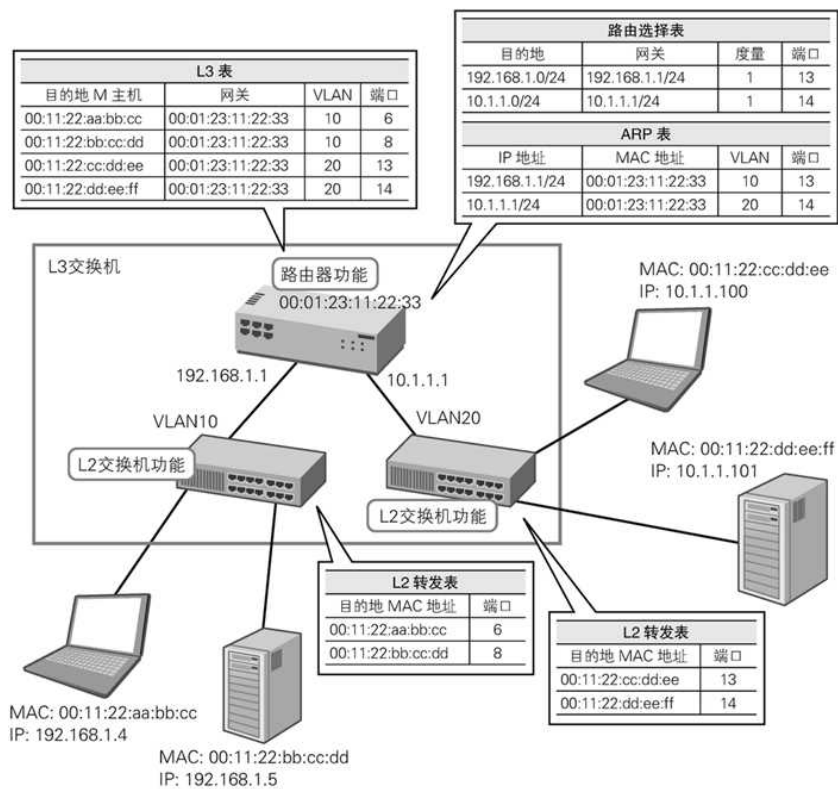 L3 表
目的地 M 主机 网关 VLAN 端口
00:11:22:aa:bb:cc 00:01:23:11:22:33 10 6
00:11:22:bb:cc:dd 00:01:23:11:22:33 10 8
00:11:22:cc:dd:ee 00:01:23:11:22:33 20 13
00:11:22:dd:ee:ff 00:01:23:11:22:33 20 14
路由选择表
目的地 网关 度量 端口
192.168.1.0/24 192.168.1.1/24 1 13
10.1.1.0/24 10.1.1.1/24 1 14
ARP 表
IP 地址 MAC 地址 VLAN 端口
192.168.1.1/24 00:01:23:11:22:33 10 13
10.1.1.1/24 00:01:23:11:22:33 20 14
L3交换机
路由器功能
00:01:23:11:22:33
192.168.1.1
10.1.1.1
MAC: 00:11:22:cc:dd:ee
IP: 10.1.1.100
VLAN10
VLAN20
L2交换机功能
L2交换机功能
MAC: 00:11:22:dd:ee:ff
IP: 10.1.1.101
L2 转发表
目的地 MAC 地址 端口
00:11:22:aa:bb:cc 6
00:11:22:bb:cc:dd 8
L2 转发表
目的地 MAC 地址 端口
00:11:22:cc:dd:ee 13
00:11:22:dd:ee:ff 14
MAC: 00:11:22:aa:bb:cc
IP: 192.168.1.4
MAC: 00:11:22:bb:cc:dd
IP: 192.168.1.5